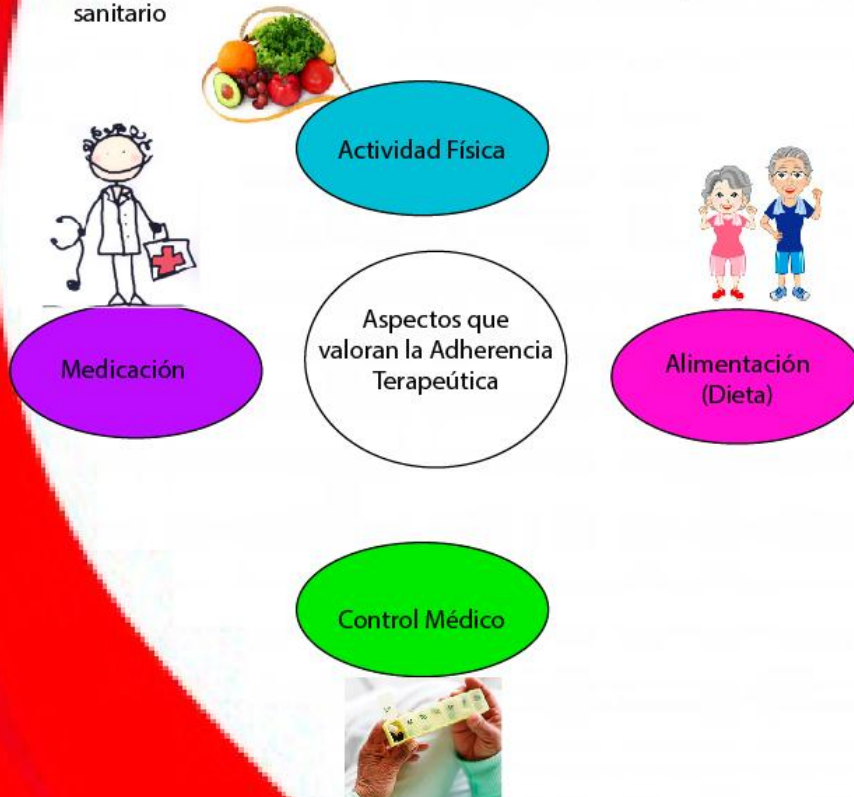 sanitario
Actividad Física
Aspectos que
valoran la Adherencia
Terapeútica
Medicación
Alimentación
(Dieta)
Control Médico